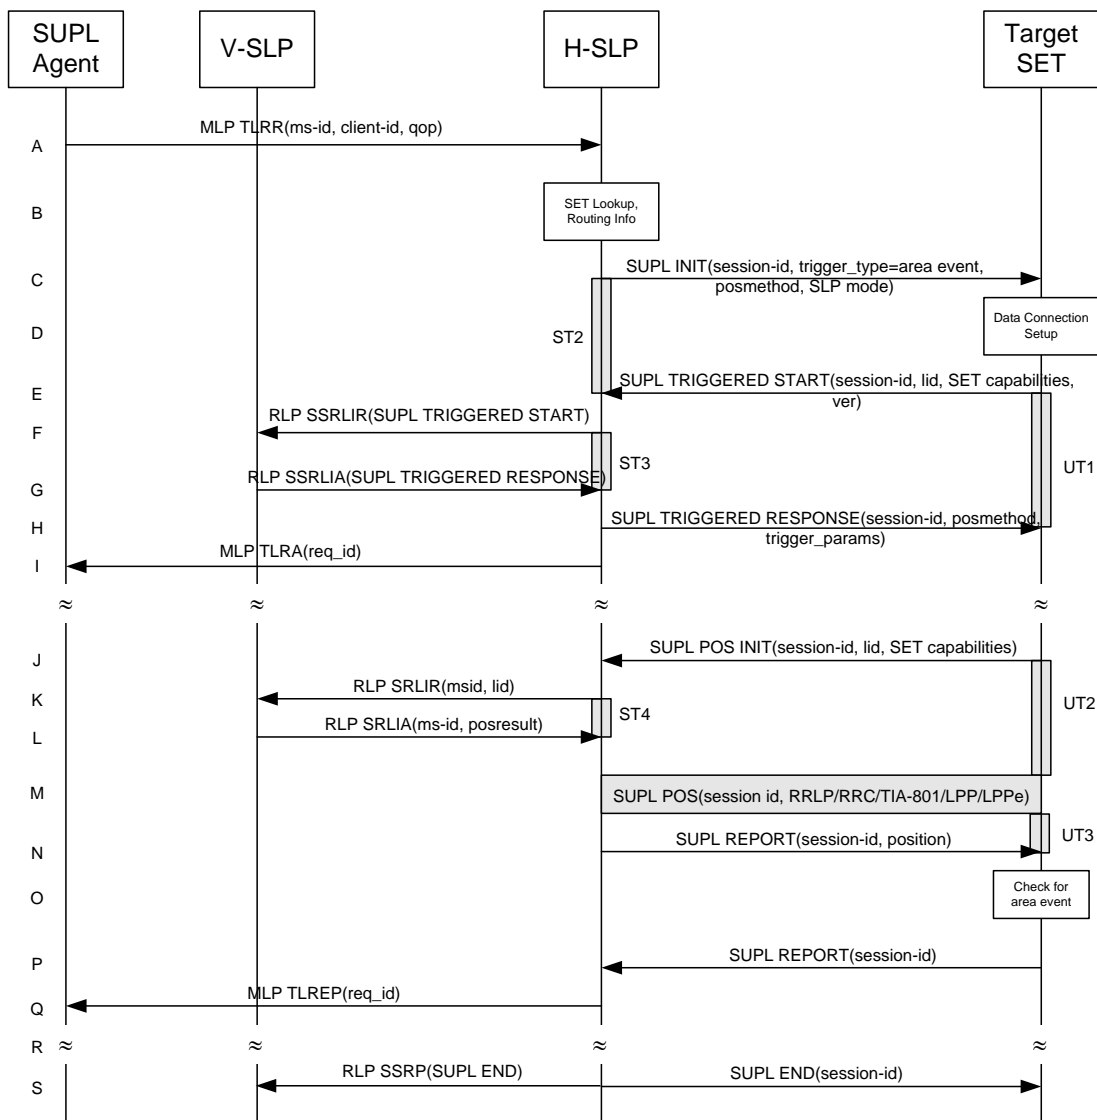 SUPL
Agent
V-SLP
H-SLP
Target
SET
MLP TLRR(ms-id, client-id, qop)
A
B
SET Lookup,
Routing Info
C
SUPL INIT(session-id, trigger_type=area event,
posmethod, SLP mode)
D
ST2
Data Connection
Setup
E
SUPL TRIGGERED START(session-id, lid, SET capabilities,
ver)
F
RLP SSRLIR(SUPL TRIGGERED START)
ST3
UT1
G
RLP SSRLIA(SUPL TRIGGERED RESPONSE)
H
SUPL TRIGGERED RESPONSE(session-id, posmethod,
trigger_params)
I
MLP TLRA(req_id)
≈ ≈ ≈ ≈
J
SUPL POS INIT(session-id, lid, SET capabilities)
K
RLP SRLIR(msid, lid)
ST4
UT2
L
RLP SRLIA(ms-id, posresult)
M
SUPL POS(session id, RRLP/RRC/TIA-801/LPP/LPPe)
UT3
N
SUPL REPORT(session-id, position)
O
Check for
area event
P
SUPL REPORT(session-id)
Q
MLP TLREP(req_id)
R
≈ ≈ ≈ ≈
S
RLP SSRP(SUPL END)
SUPL END(session-id)